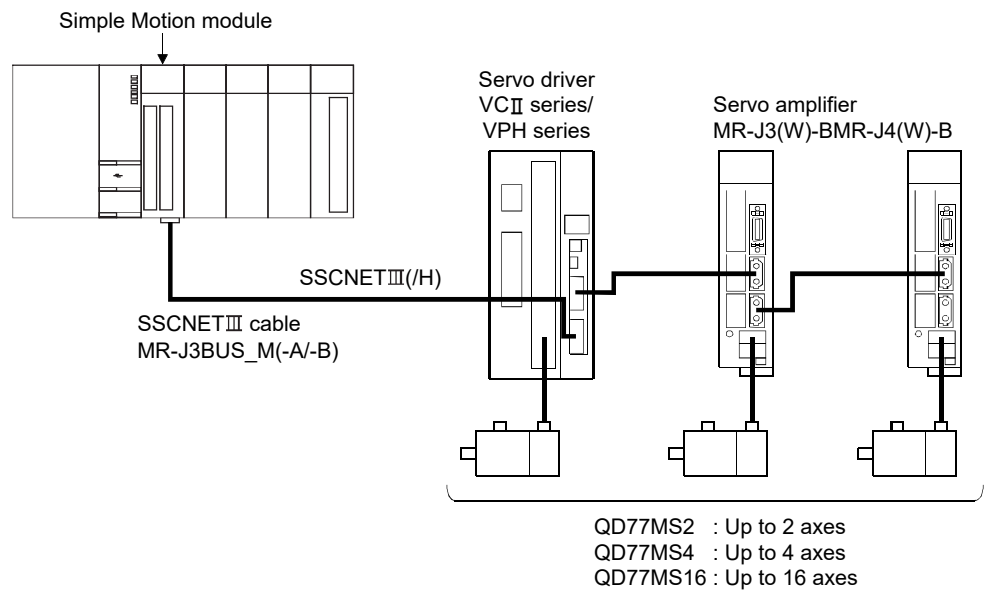 Simple Motion module
Servo driver
VCⅡ series/
VPH series
Servo amplifier
MR-J3(W)-BMR-J4(W)-B
SSCNETⅢ(/H)
SSCNETⅢ cable
MR-J3BUS_M(-A/-B)
QD77MS2 : Up to 2 axes
QD77MS4 : Up to 4 axes
QD77MS16 : Up to 16 axes